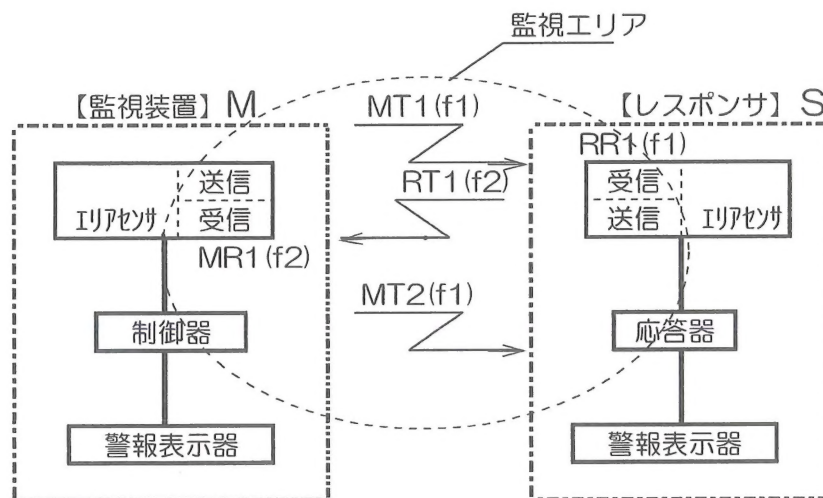 監視エリア
【監視装置】M
MT1(f1)
【レスポンサ】S
RR1(f1)
送信
エリアセンサ
受信
RT1(f2)
受信
送信
エリアセンサ
MR1(f2)
MT2(f1)
制御器
応答器
警報表示器
警報表示器